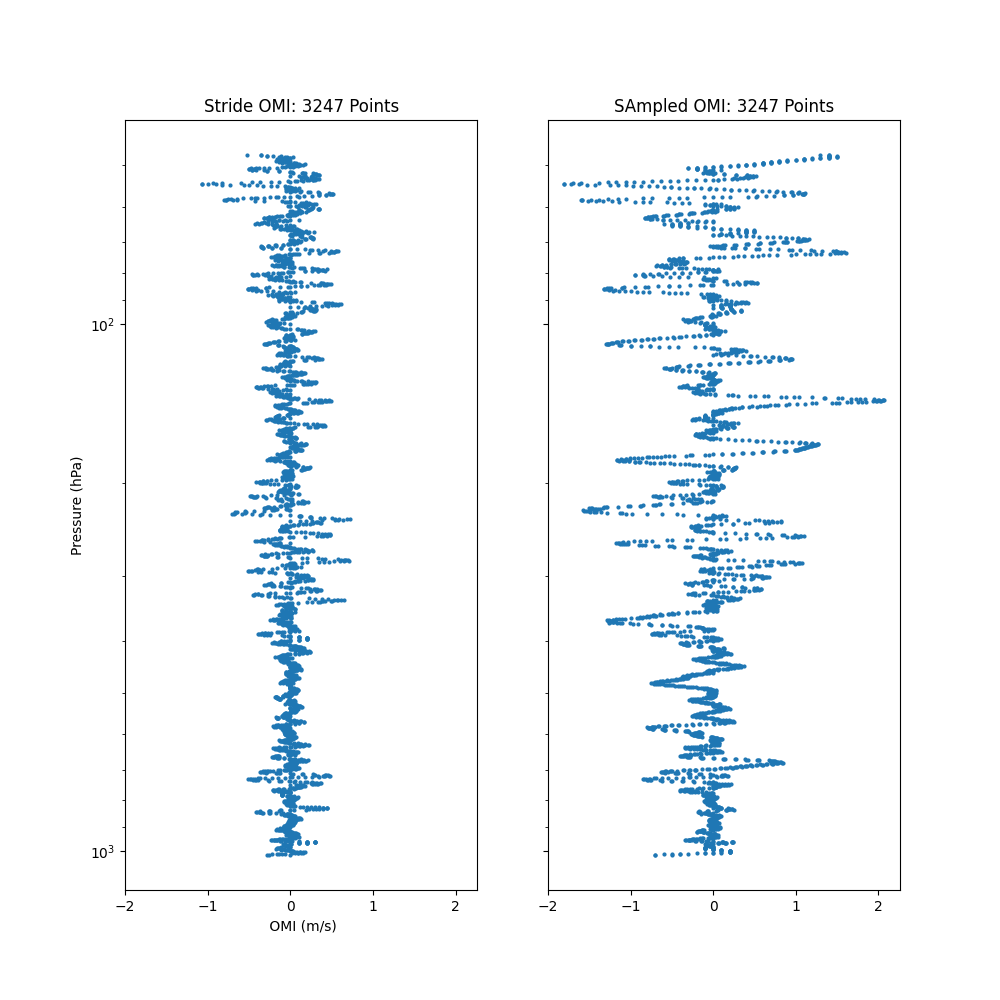 Stride OMI: 3247 Points
SAmpled OMI: 3247 Points
Pressure (hPa)
10²
10³
−2 −1 0 1 2
−2 −1 0 1 2
OMI (m/s)